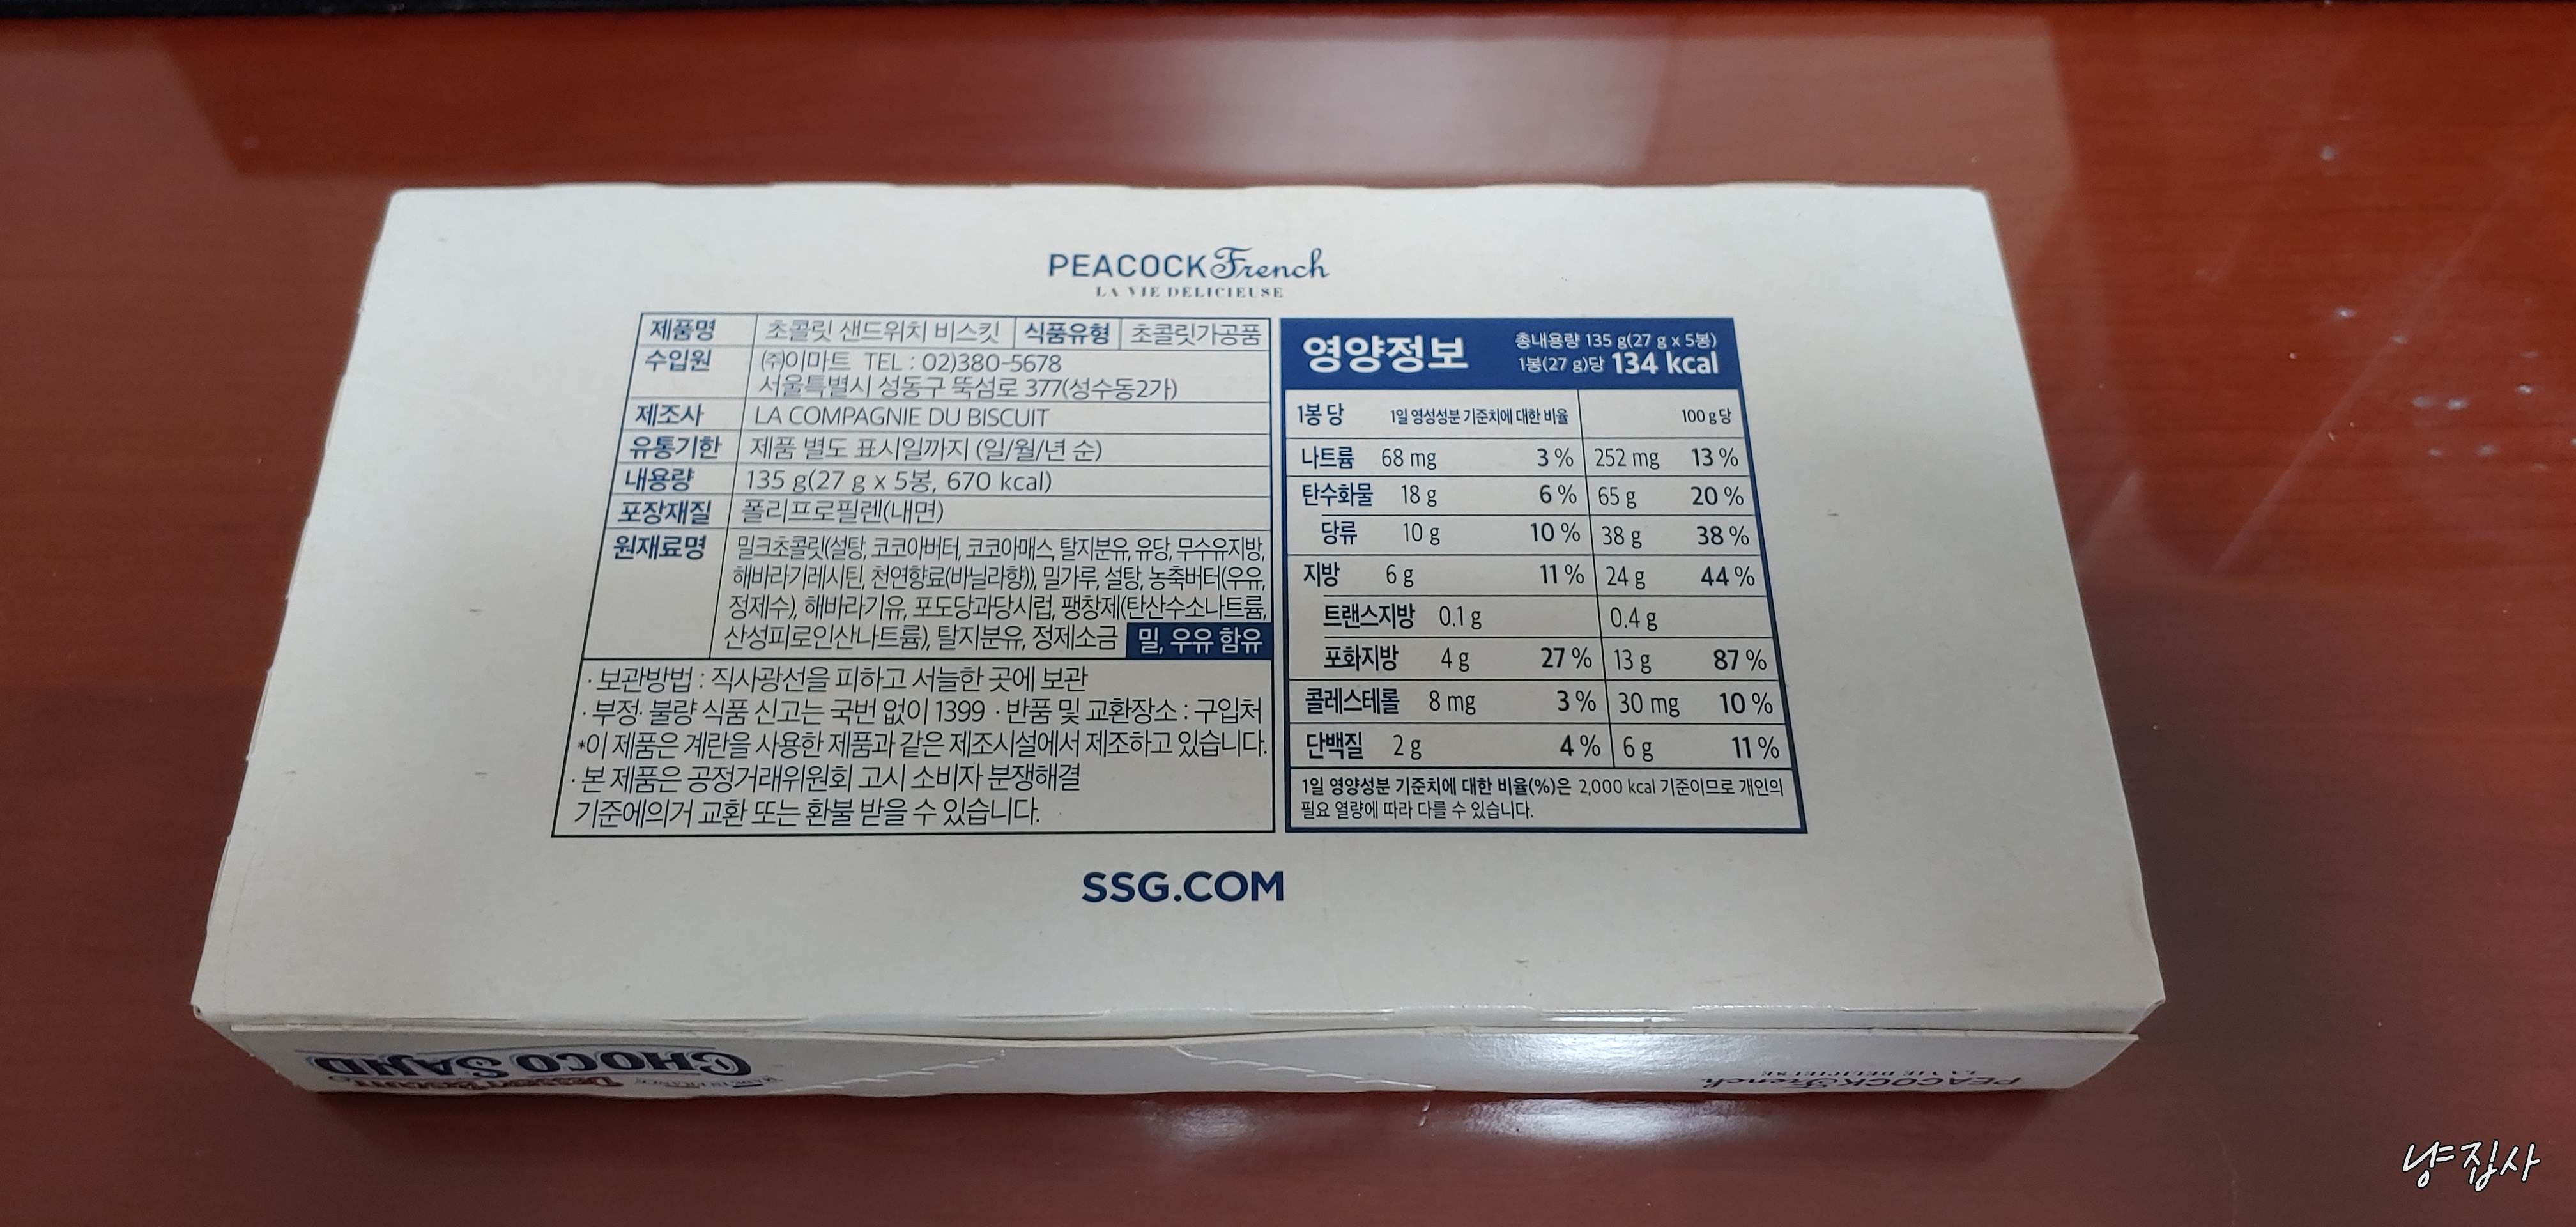 PEACOCK French
LA VIE DELICIEUSE
제품명 초콜릿 샌드위치 비스킷 식품유형 초콜릿가공품
수입원 ㈜이마트 TEL : 02)380-5678
서울특별시 성동구 뚝섬로 377(성수동2가)
제조사 LA COMPAGNIE DU BISCUIT
유통기한 제품 별도 표시일까지 (일/월/년 순)
내용량 135 g(27 g x 5봉, 670 kcal)
포장재질 폴리프로필렌(내면)
원재료명 밀크초콜릿(설탕, 코코아버터, 코코아매스, 탈지분유, 유당, 무수유지방,
해바라기레시틴, 천연향료(바닐라향)), 밀가루, 설탕, 농축버터(우유,
정제수), 해바라기유, 포도당과당시럽, 팽창제(탄산수소나트륨,
산성피로인산나트륨), 탈지분유, 정제소금 밀, 우유 함유
· 보관방법 : 직사광선을 피하고 서늘한 곳에 보관
· 부정· 불량 식품 신고는 국번 없이 1399 · 반품 및 교환장소 : 구입처
*이 제품은 계란을 사용한 제품과 같은 제조시설에서 제조하고 있습니다.
· 본 제품은 공정거래위원회 고시 소비자 분쟁해결
기준에의거 교환 또는 환불 받을 수 있습니다.
영양정보 총내용량 135 g(27 g x 5봉)
1봉(27 g)당 134 kcal
1봉 당 1일 영성성분 기준치에 대한 비율 100 g당
나트륨 68 mg 3 % 252 mg 13 %
탄수화물 18 g 6 % 65 g 20 %
당류 10 g 10 % 38 g 38 %
지방 6 g 11 % 24 g 44 %
트랜스지방 0.1 g 0.4 g
포화지방 4 g 27 % 13 g 87 %
콜레스테롤 8 mg 3 % 30 mg 10 %
단백질 2 g 4 % 6 g 11 %
1일 영양성분 기준치에 대한 비율(%)은 2,000 kcal 기준이므로 개인의
필요 열량에 따라 다를 수 있습니다.
SSG.COM
CHOCO SAND
DESSERT BISCUIT
PEACOCK French
LA VIE DELICIEUSE
냥집사